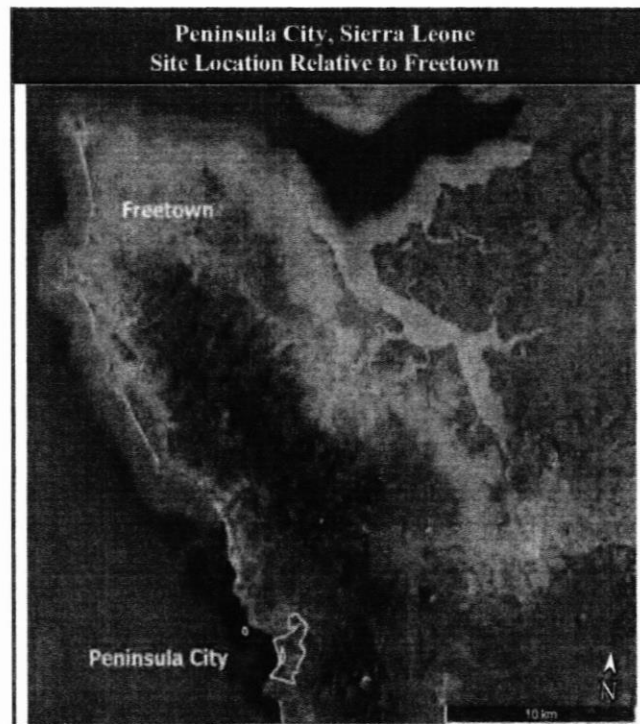 Peninsula City, Sierra Leone
Site Location Relative to Freetown
Freetown
Peninsula City
N
10 km